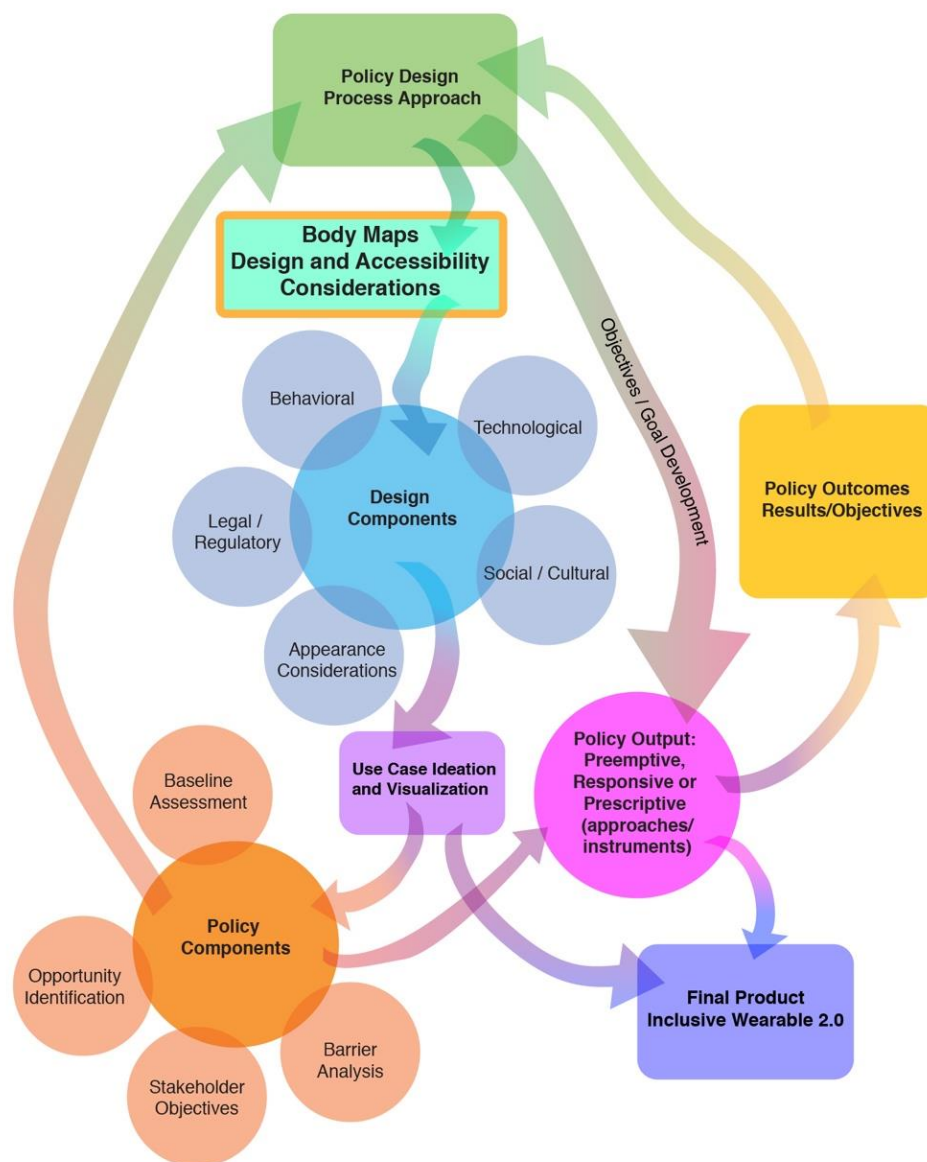 Policy Design
Process Approach
Body Maps
Design and Accessibility
Considerations
Objectives / Goal Development
Behavioral
Technological
Design
Components
Legal /
Regulatory
Social / Cultural
Appearance
Considerations
Policy Outcomes
Results/Objectives
Use Case Ideation
and Visualization
Policy Output:
Preemptive,
Responsive or
Prescriptive
(approaches/
instruments)
Baseline
Assessment
Policy
Components
Opportunity
Identification
Stakeholder
Objectives
Barrier
Analysis
Final Product
Inclusive Wearable 2.0